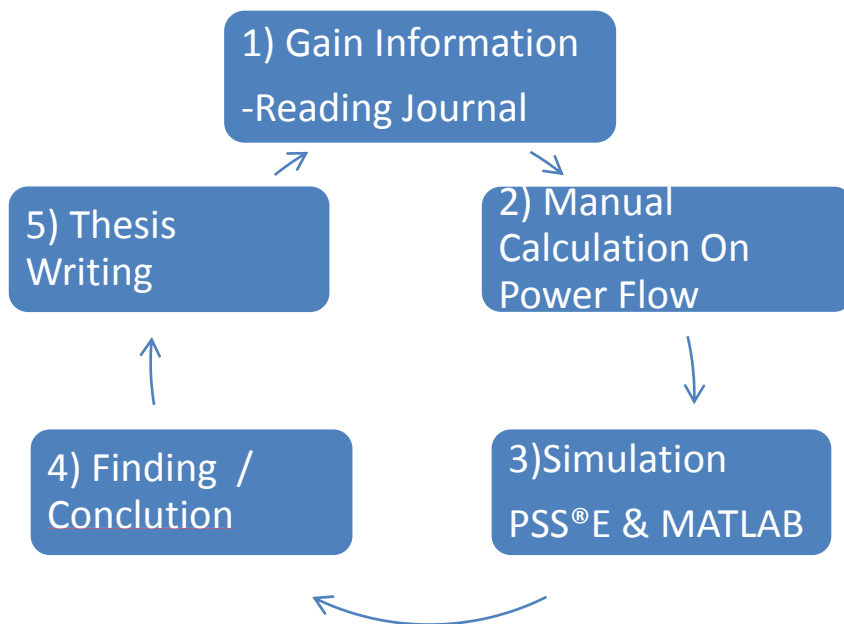 1) Gain Information
-Reading Journal
2) Manual
Calculation On
Power Flow
3)Simulation
PSS®E & MATLAB
4) Finding  /
Conclution
5) Thesis
Writing